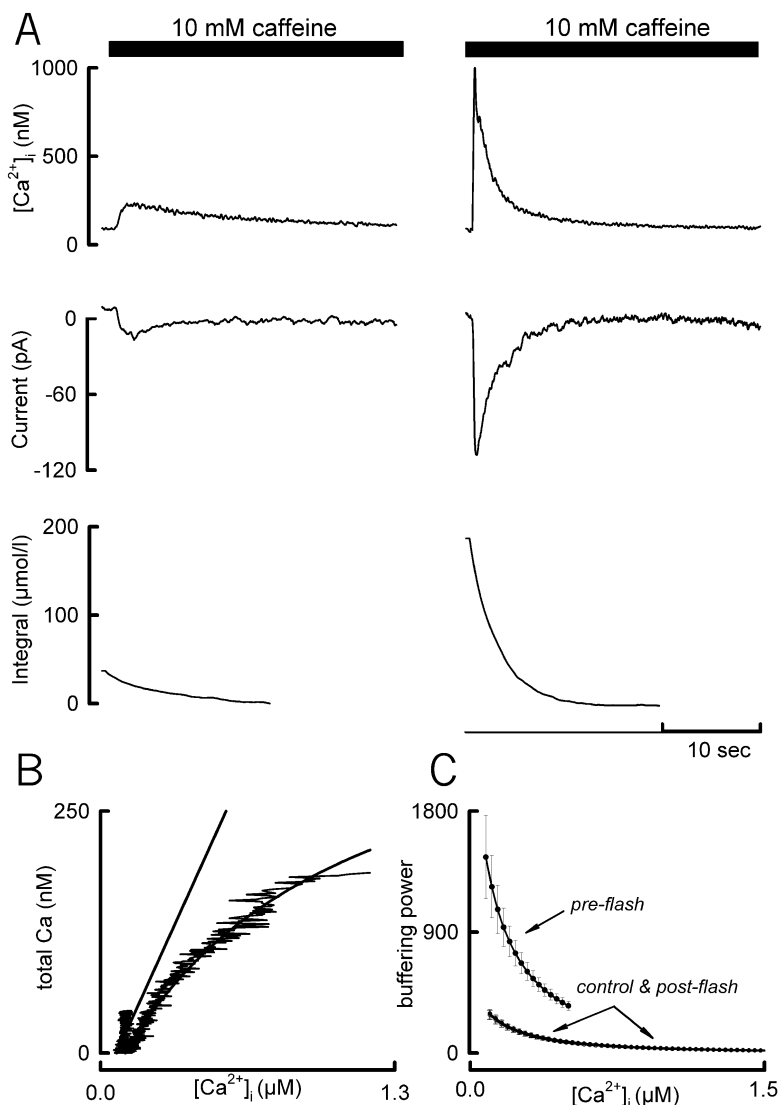 A
10 mM caffeine
10 mM caffeine
[Ca2+]i (nM)
1000
500
0
Current (pA)
0
-60
-120
Integral (µmol/l)
200
100
0
10 sec
B
total Ca (nM)
250
0
0.0
[Ca2+]i (µM)
1.3
C
buffering power
1800
900
0
pre-flash
control & post-flash
0.0
[Ca2+]i (µM)
1.5